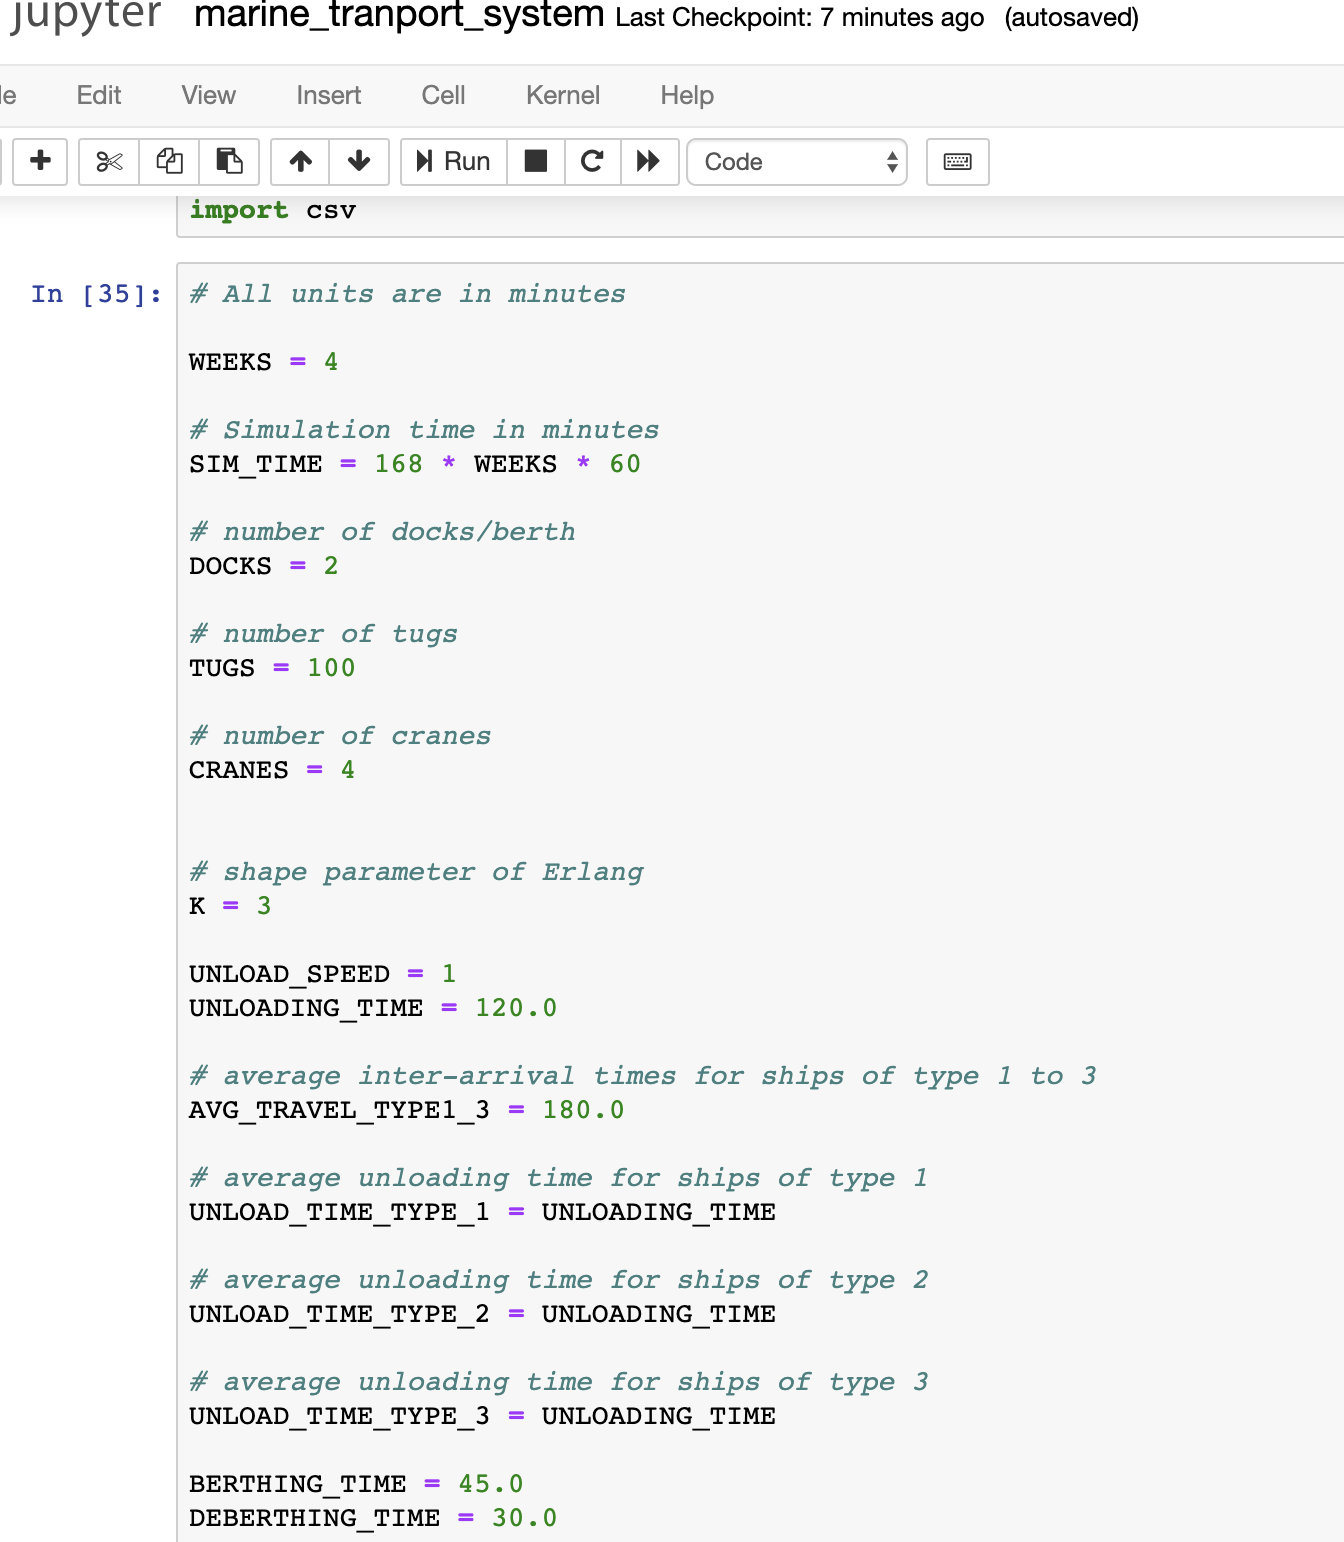 jupyter marine_tranport_system Last Checkpoint: 7 minutes ago (autosaved)
le Edit View Insert Cell Kernel Help
Run Code
import csv
In [35]: # All units are in minutes
WEEKS = 4
# Simulation time in minutes
SIM_TIME = 168 * WEEKS * 60
# number of docks/berth
DOCKS = 2
# number of tugs
TUGS = 100
# number of cranes
CRANES = 4
# shape parameter of Erlang
K = 3
UNLOAD_SPEED = 1
UNLOADING_TIME = 120.0
# average inter-arrival times for ships of type 1 to 3
AVG_TRAVEL_TYPE1_3 = 180.0
# average unloading time for ships of type 1
UNLOAD_TIME_TYPE_1 = UNLOADING_TIME
# average unloading time for ships of type 2
UNLOAD_TIME_TYPE_2 = UNLOADING_TIME
# average unloading time for ships of type 3
UNLOAD_TIME_TYPE_3 = UNLOADING_TIME
BERTHING_TIME = 45.0
DEBERTHING_TIME = 30.0